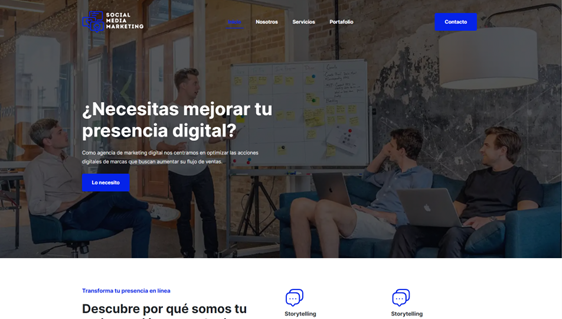 SOCIAL
MEDIA
MARKETING
Nosotros
Servicios
Portafolio
Contacto
¿Necesitas mejorar tu
presencia digital?
Como agencia de marketing digital nos centramos en optimizar las acciones
digitales de marcas que buscan aumentar su flujo de ventas.
Lo necesito
Transforma tu presencia en línea
Descubre por qué somos tu
Storytelling
Storytelling